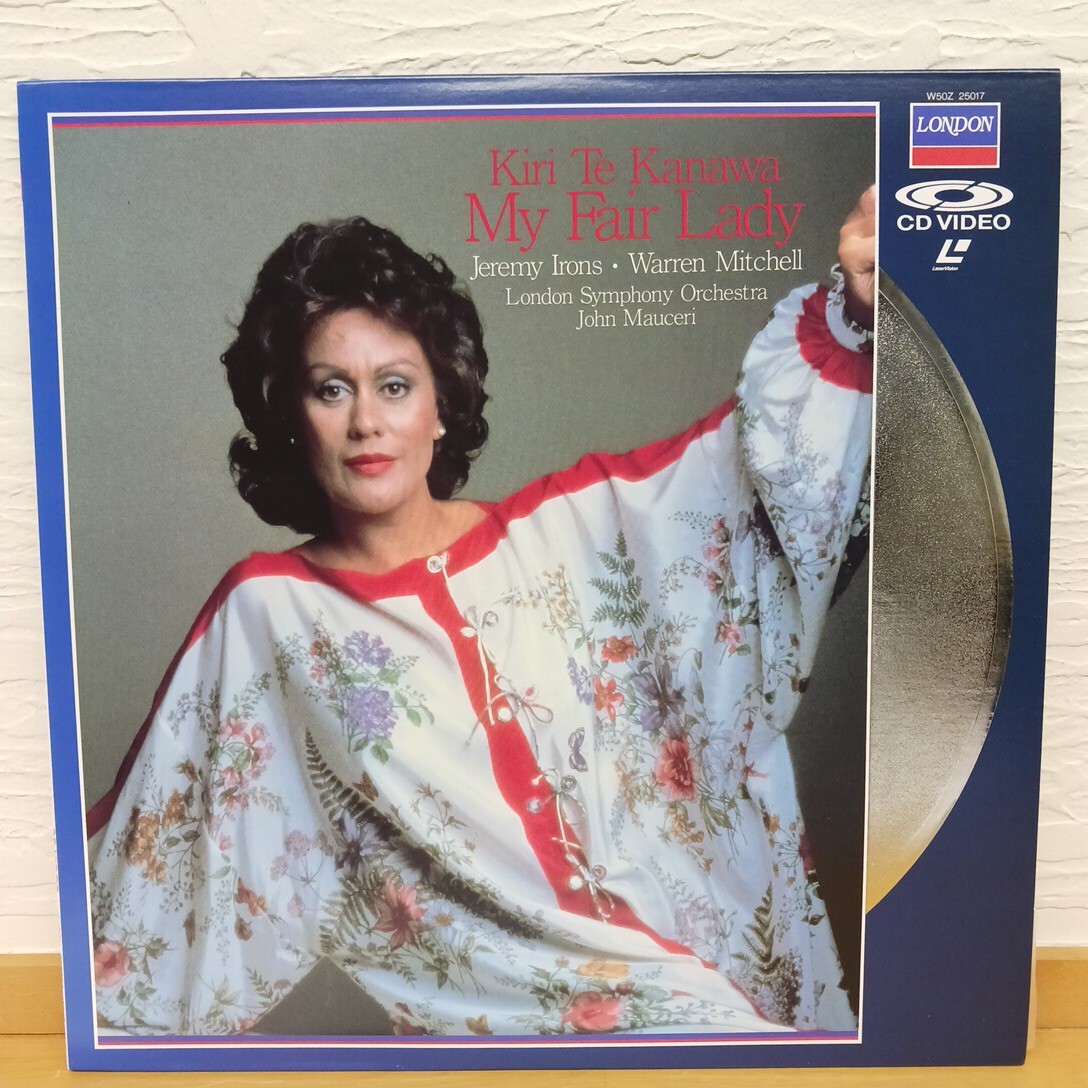 W50Z 25017
LONDON
CD VIDEO
LaserVision
Kiri Te Kanawa
My Fair Lady
Jeremy Irons • Warren Mitchell
London Symphony Orchestra
John Mauceri